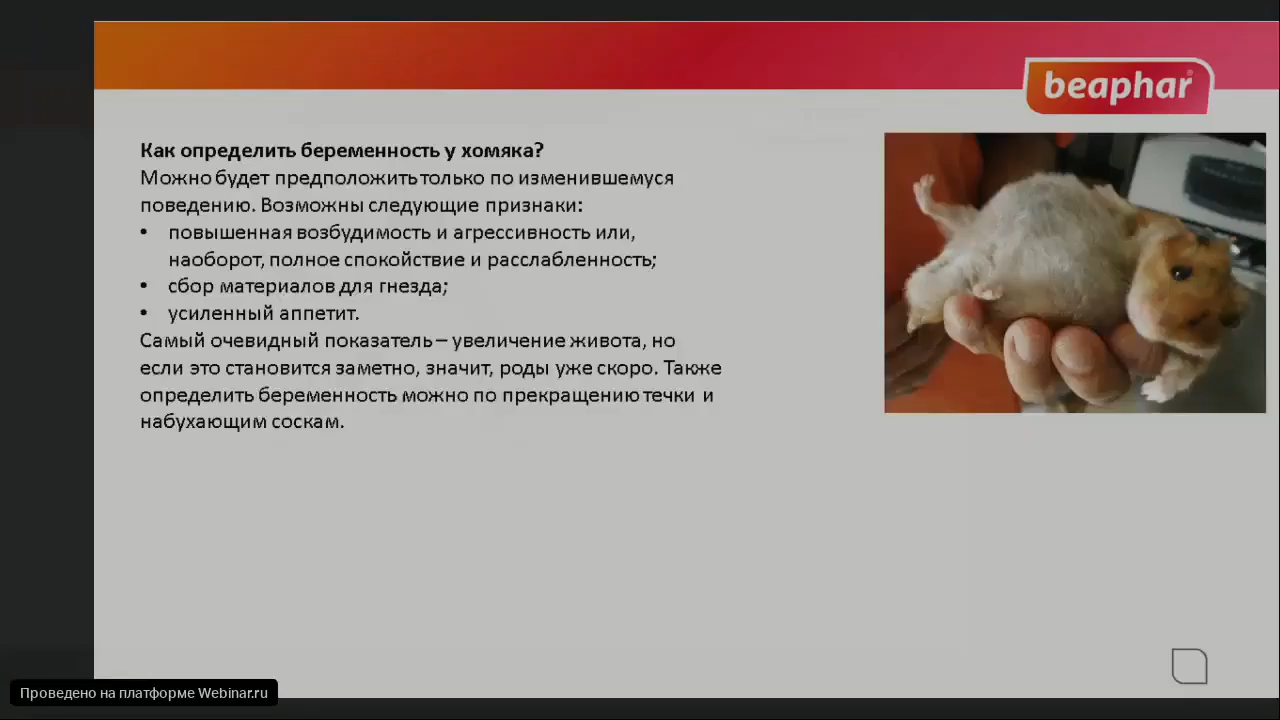 beaphar®
Как определить беременность у хомяка?
Можно будет предположить только по изменившемуся
поведению. Возможны следующие признаки:
• повышенная возбудимость и агрессивность или,
наоборот, полное спокойствие и расслабленность;
• сбор материалов для гнезда;
• усиленный аппетит.
Самый очевидный показатель – увеличение живота, но
если это становится заметно, значит, роды уже скоро. Также
определить беременность можно по прекращению течки и
набухающим соскам.
Проведено на платформе Webinar.ru